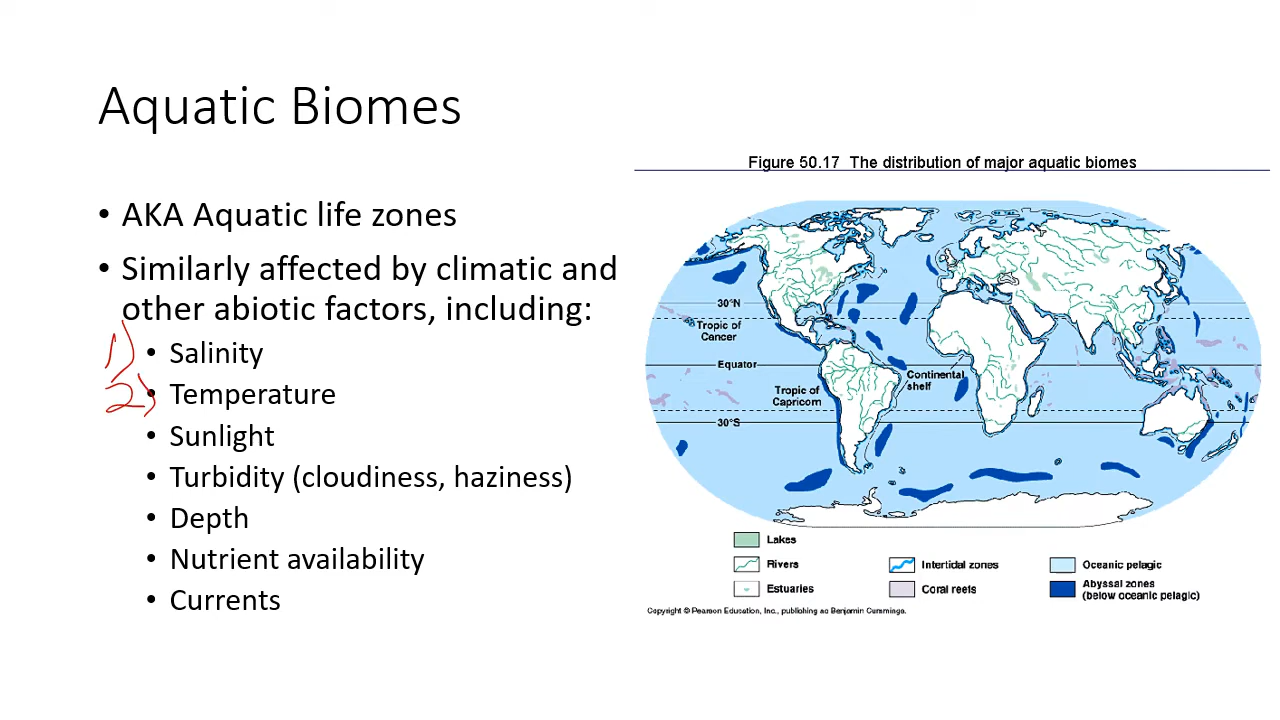 Aquatic Biomes
• AKA Aquatic life zones
• Similarly affected by climatic and
other abiotic factors, including:
1) • Salinity
2) • Temperature
• Sunlight
• Turbidity (cloudiness, haziness)
• Depth
• Nutrient availability
• Currents
Figure 50.17 The distribution of major aquatic biomes
30°N
Tropic of
Cancer
Equator
Continental
shelf
Tropic of
Capricorn
30°S
Lakes
Rivers
Estuaries
Intertidal zones
Coral reefs
Oceanic pelagic
Abyssal zones
(below oceanic pelagic)
Copyright © Pearson Education, Inc., publishing as Benjamin Cummings.